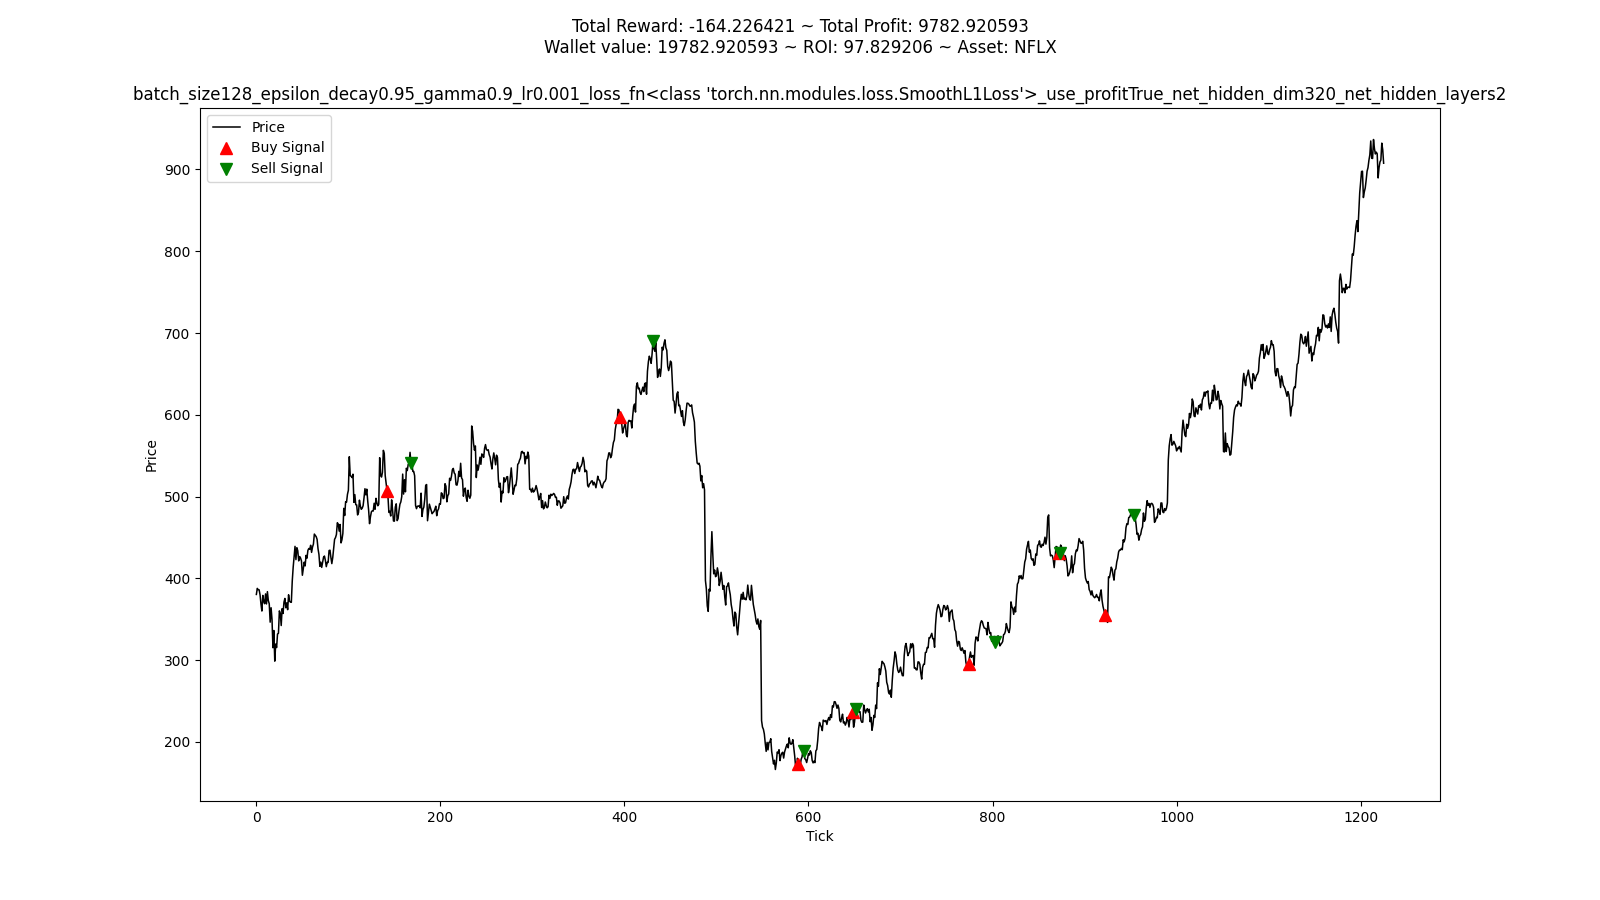 Total Reward: -164.226421 ~ Total Profit: 9782.920593
Wallet value: 19782.920593 ~ ROI: 97.829206 ~ Asset: NFLX
batch_size128_epsilon_decay0.95_gamma0.9_lr0.001_loss_fn<class 'torch.nn.modules.loss.SmoothL1Loss'>_use_profitTrue_net_hidden_dim320_net_hidden_layers2
Price
Buy Signal
Sell Signal
900
800
700
600
500
400
300
200
Price
0
200
400
600
800
1000
1200
Tick